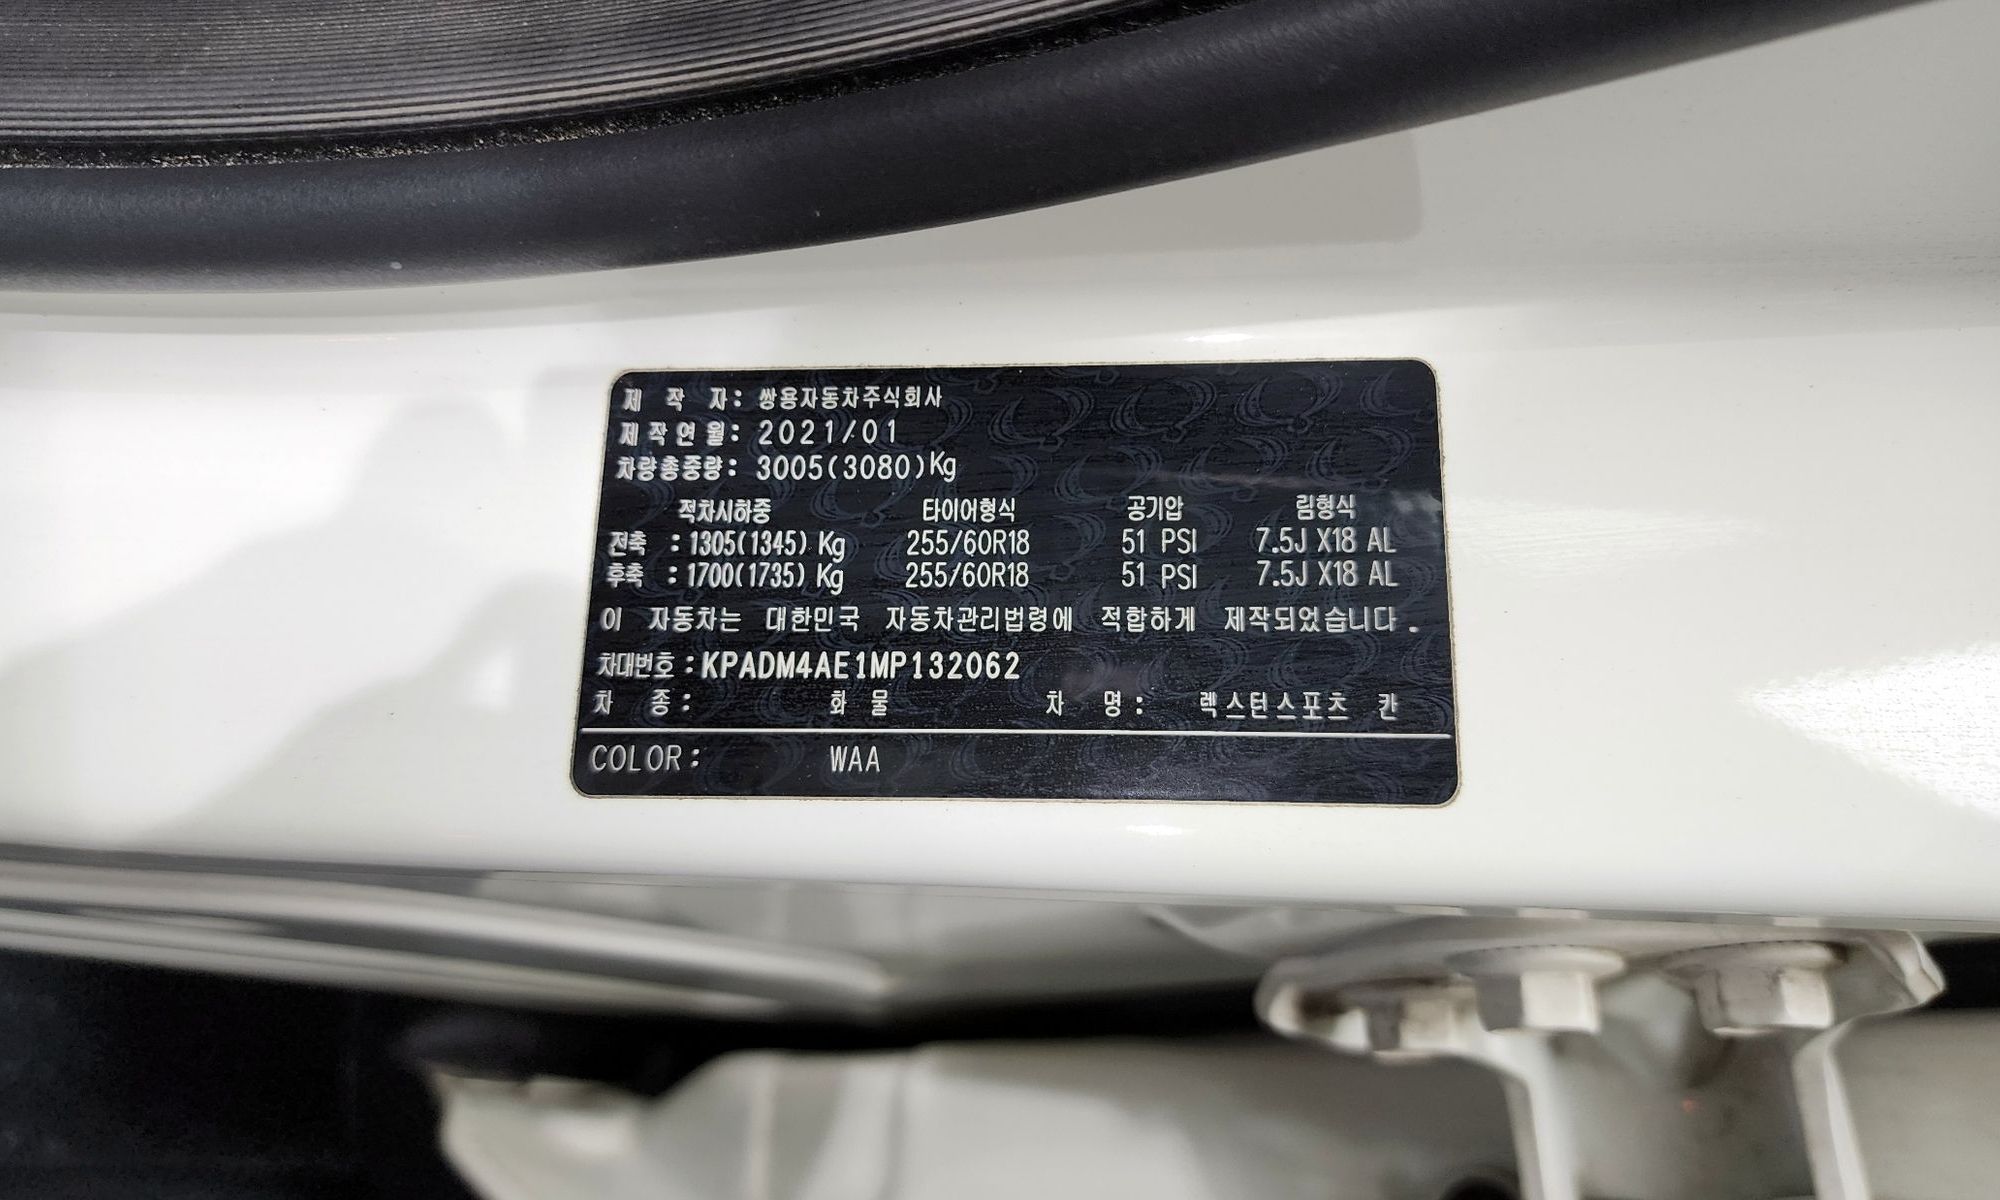 제 작 자: 쌍용자동차주식회사
제작연월: 2021/01
차량총중량: 3005(3080)Kg
적차시하중 타이어형식 공기압 림형식
전축 : 1305(1345) Kg 255/60R18 51 PSI 7.5J X18 AL
후축 : 1700(1735) Kg 255/60R18 51 PSI 7.5J X18 AL
이 자동차는 대한민국 자동차관리법령에 적합하게 제작되었습니다.
차대번호 : KPADM4AE1MP132062
차 종: 화 물 차 명: 렉스턴스포츠 칸
COLOR: WAA